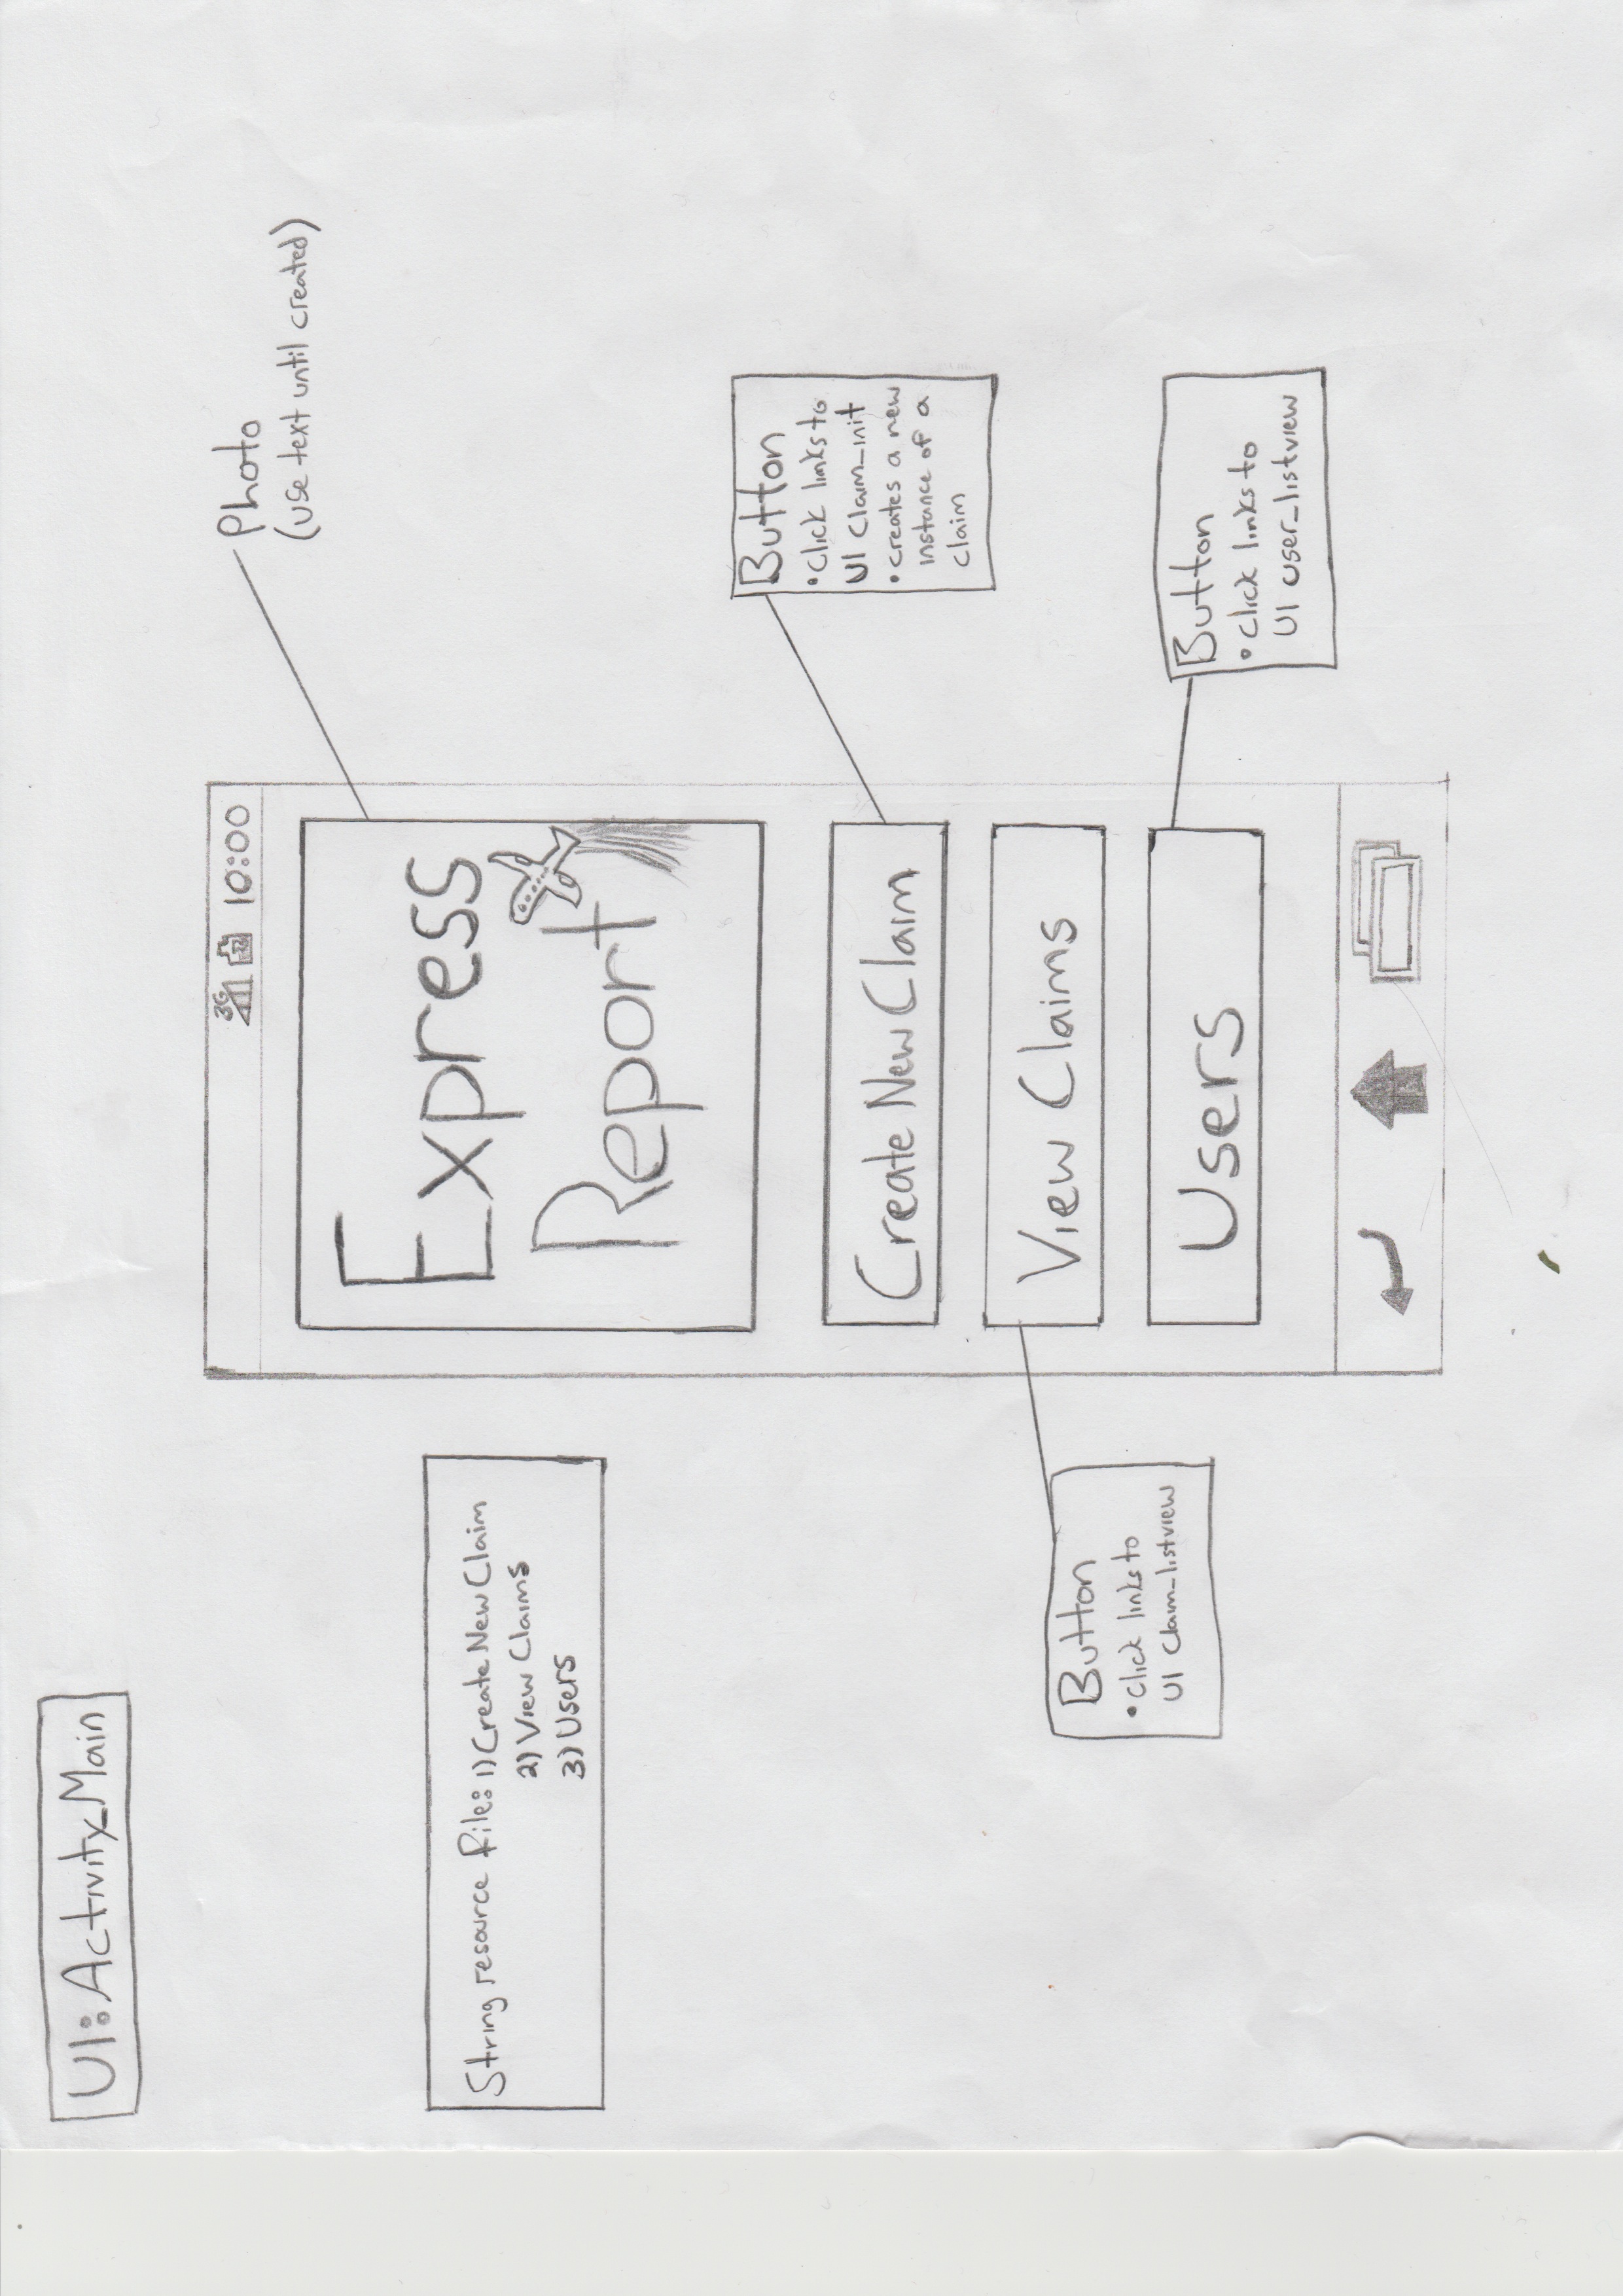 UI: Activity_Main
String resource file: 1) Create New Claim
2) View Claims
3) Users
3G 10:00
Express
Report
Create New Claim
View Claims
Users
Photo
(use text until created)
Button
• Click links to
UI Claim_init
• creates a new
instance of a
claim
Button
• Click links to
UI Claim_listview
Button
• Click links to
UI user_listview